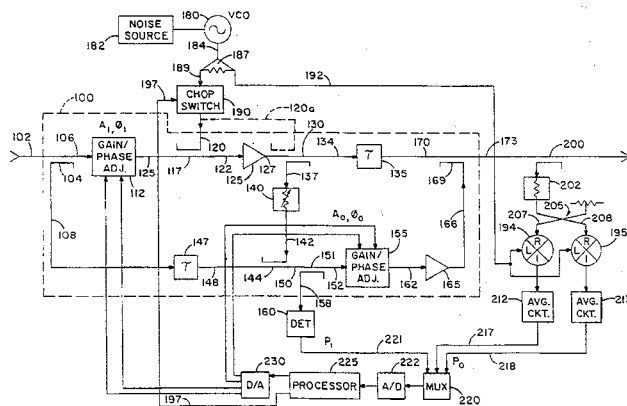 180
VCO
NOISE
SOURCE
182
184
187
189
192
197
CHOP
SWITCH
190
100
120a
A₁,Ø₁
130
102
106
GAIN/
PHASE
ADJ.
125
120
117
122
127
125
134
τ
135
170
173
200
104
112
137
169
202
140
108
A₀,Ø₀
166
205
207
208
147
142
155
GAIN/
PHASE
ADJ.
194
L
R
I
L
R
I
195
τ
148
144
150
151
152
162
165
158
212
AVG.
CKT.
AVG.
CKT.
213
DET
160
P₁
221
217
230
225
222
P₀
218
D/A
PROCESSOR
A/D
MUX
220
197